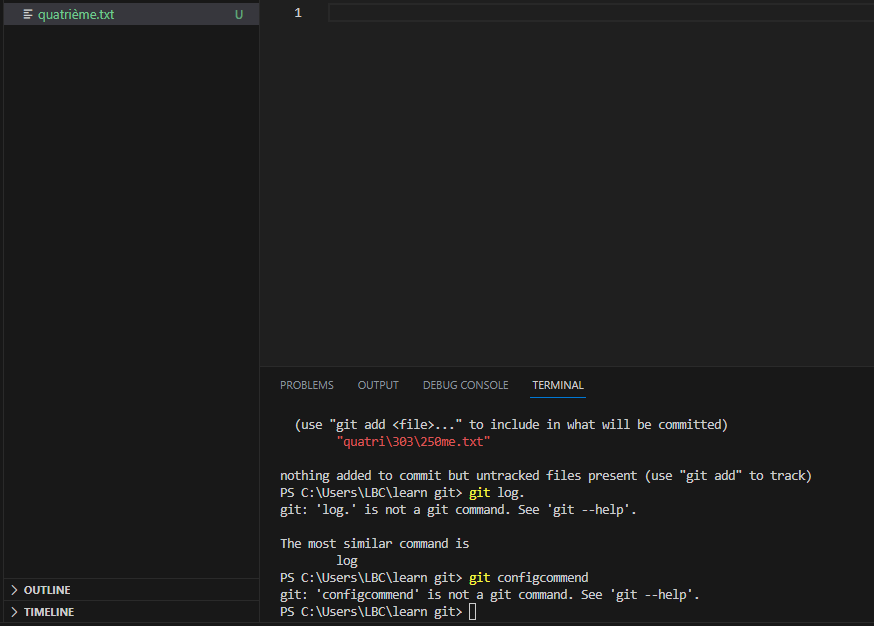 quatrième.txt U
1
PROBLEMS OUTPUT DEBUG CONSOLE TERMINAL
(use "git add <file>..." to include in what will be committed)
"quatri\303\250me.txt"
nothing added to commit but untracked files present (use "git add" to track)
PS C:\Users\LBC\learn git> git log.
git: 'log.' is not a git command. See 'git --help'.
The most similar command is
log
PS C:\Users\LBC\learn git> git configcommend
git: 'configcommend' is not a git command. See 'git --help'.
PS C:\Users\LBC\learn git>
OUTLINE
TIMELINE